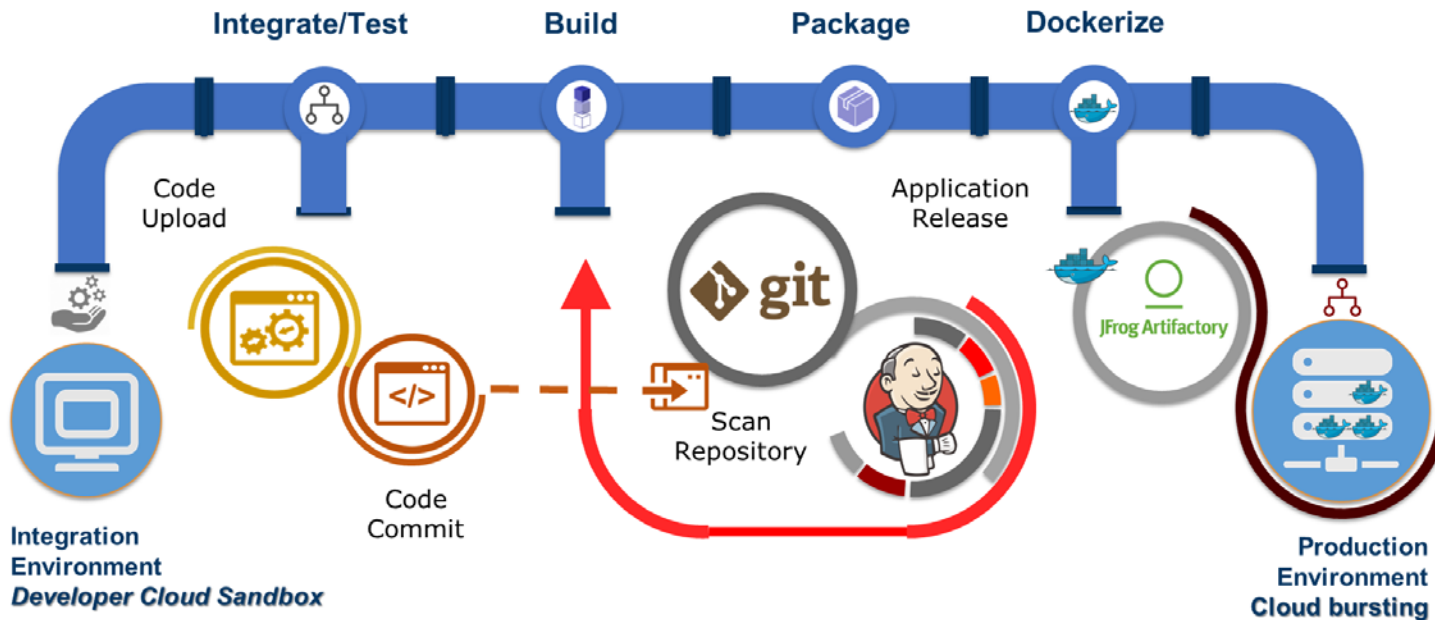 Integrate/Test
Build
Package
Dockerize
Code
Upload
Application
Release
git
JFrog Artifactory
</>
Scan
Repository
Code
Commit
Integration
Environment
Developer Cloud Sandbox
Production
Environment
Cloud bursting